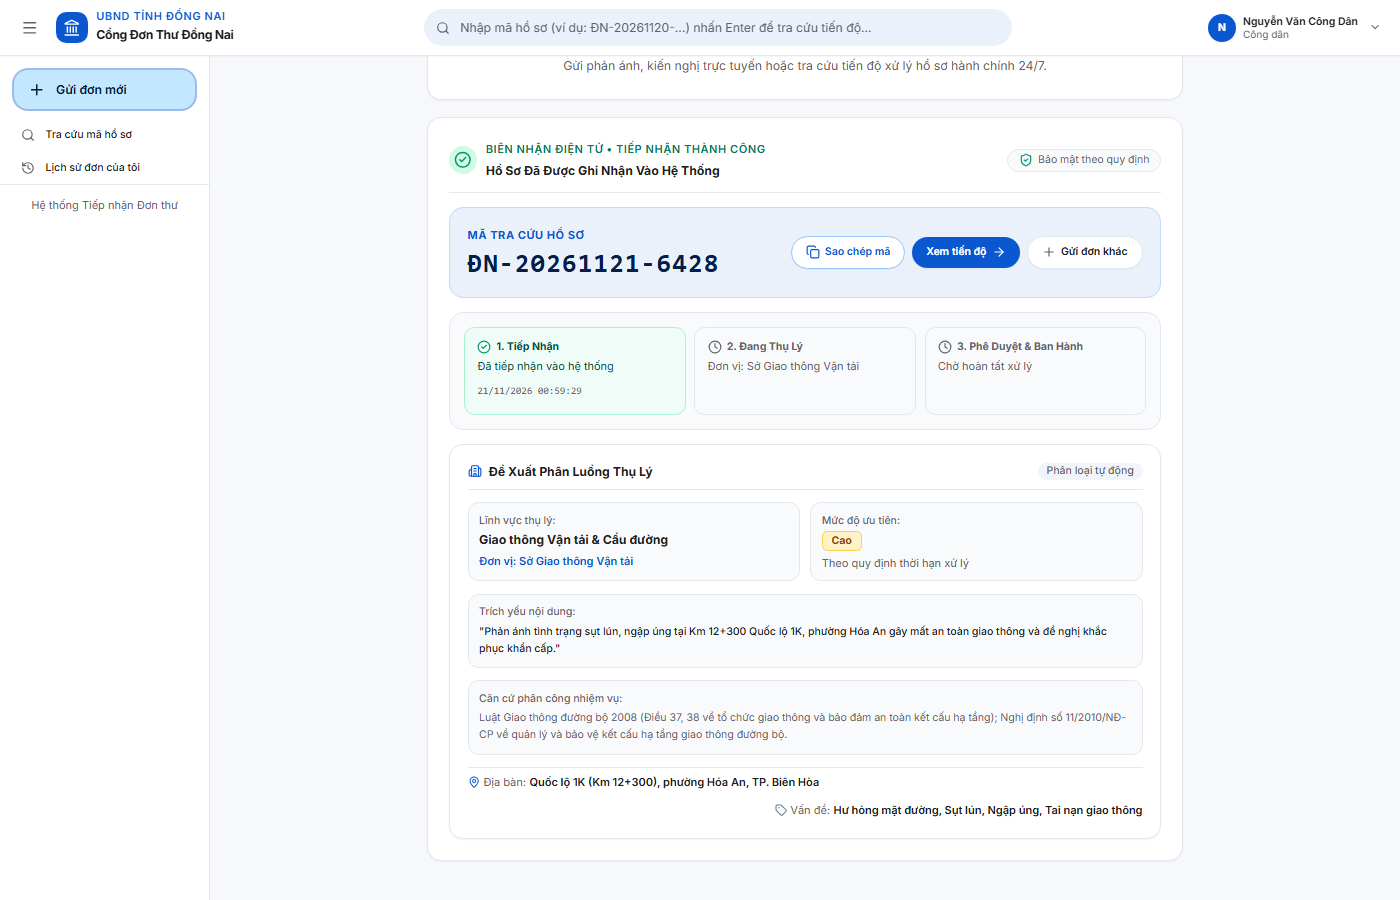 UBND TỈNH ĐỒNG NAI
Cổng Đơn Thư Đồng Nai
Nhập mã hồ sơ (ví dụ: ĐN-20261120-...) nhấn Enter để tra cứu tiến độ...
N
Nguyễn Văn Công Dân
Công dân
Gửi đơn mới
Tra cứu mã hồ sơ
Lịch sử đơn của tôi
Hệ thống Tiếp nhận Đơn thư
Gửi phản ánh, kiến nghị trực tuyến hoặc tra cứu tiến độ xử lý hồ sơ hành chính 24/7.
BIÊN NHẬN ĐIỆN TỬ • TIẾP NHẬN THÀNH CÔNG
Hồ Sơ Đã Được Ghi Nhận Vào Hệ Thống
Bảo mật theo quy định
MÃ TRA CỨU HỒ SƠ
ĐN-20261121-6428
Sao chép mã
Xem tiến độ
Gửi đơn khác
1. Tiếp Nhận
Đã tiếp nhận vào hệ thống
21/11/2026 00:59:29
2. Đang Thụ Lý
Đơn vị: Sở Giao thông Vận tải
3. Phê Duyệt & Ban Hành
Chờ hoàn tất xử lý
Đề Xuất Phân Luồng Thụ Lý
Phân loại tự động
Lĩnh vực thụ lý:
Giao thông Vận tải & Cầu đường
Đơn vị: Sở Giao thông Vận tải
Mức độ ưu tiên:
Cao
Theo quy định thời hạn xử lý
Trích yếu nội dung:
"Phản ánh tình trạng sụt lún, ngập úng tại Km 12+300 Quốc lộ 1K, phường Hóa An gây mất an toàn giao thông và đề nghị khắc
phục khẩn cấp."
Căn cứ phân công nhiệm vụ:
Luật Giao thông đường bộ 2008 (Điều 37, 38 về tổ chức giao thông và bảo đảm an toàn kết cấu hạ tầng); Nghị định số 11/2010/NĐ-
CP về quản lý và bảo vệ kết cấu hạ tầng giao thông đường bộ.
Địa bàn: Quốc lộ 1K (Km 12+300), phường Hóa An, TP. Biên Hòa
Vấn đề: Hư hỏng mặt đường, Sụt lún, Ngập úng, Tai nạn giao thông